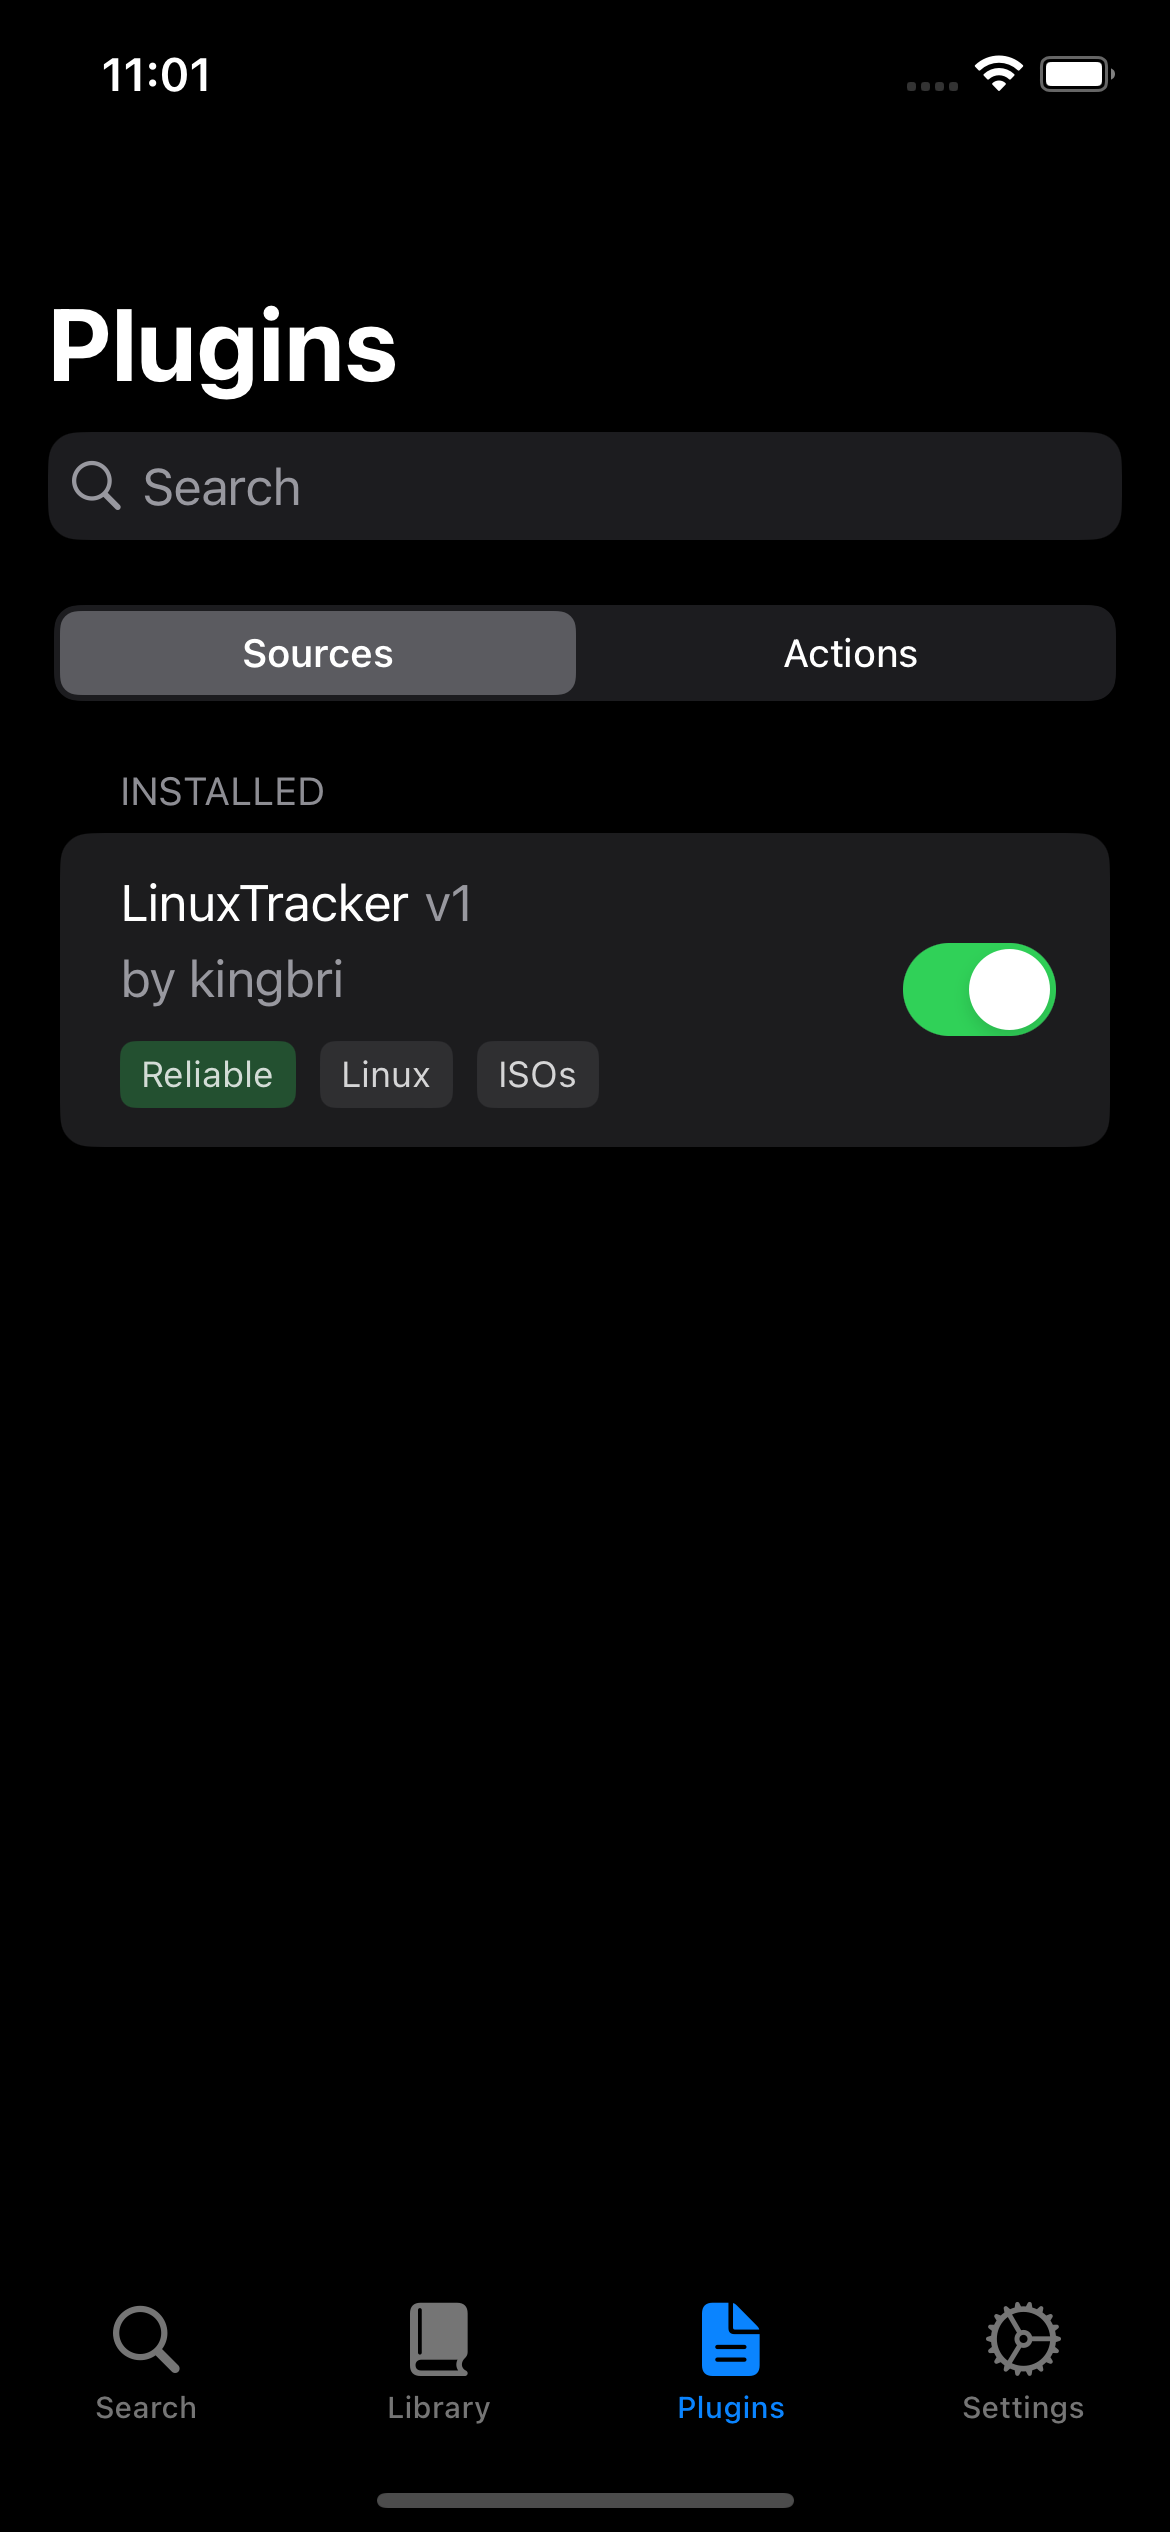 11:01
Plugins
Search
Sources Actions
INSTALLED
LinuxTracker v1
by kingbri
Reliable Linux ISOs
Search Library Plugins Settings